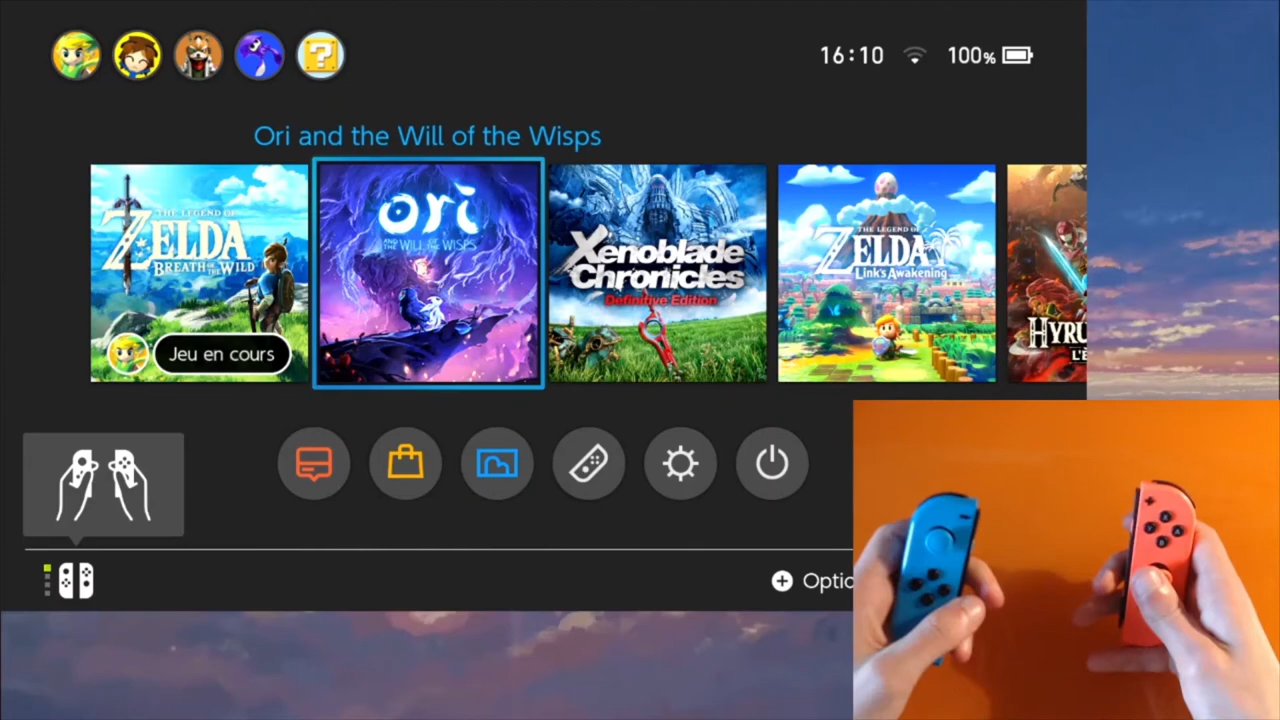 16:10 100%
Ori and the Will of the Wisps
THE LEGEND OF
ZELDA
BREATH OF THE WILD
Jeu en cours
ori
AND THE WILL OF THE WISPS
Xenoblade
Chronicles
Definitive Edition
THE LEGEND OF
ZELDA
Link's Awakening
HYRU
L'È
Optio
X
Y
A
B